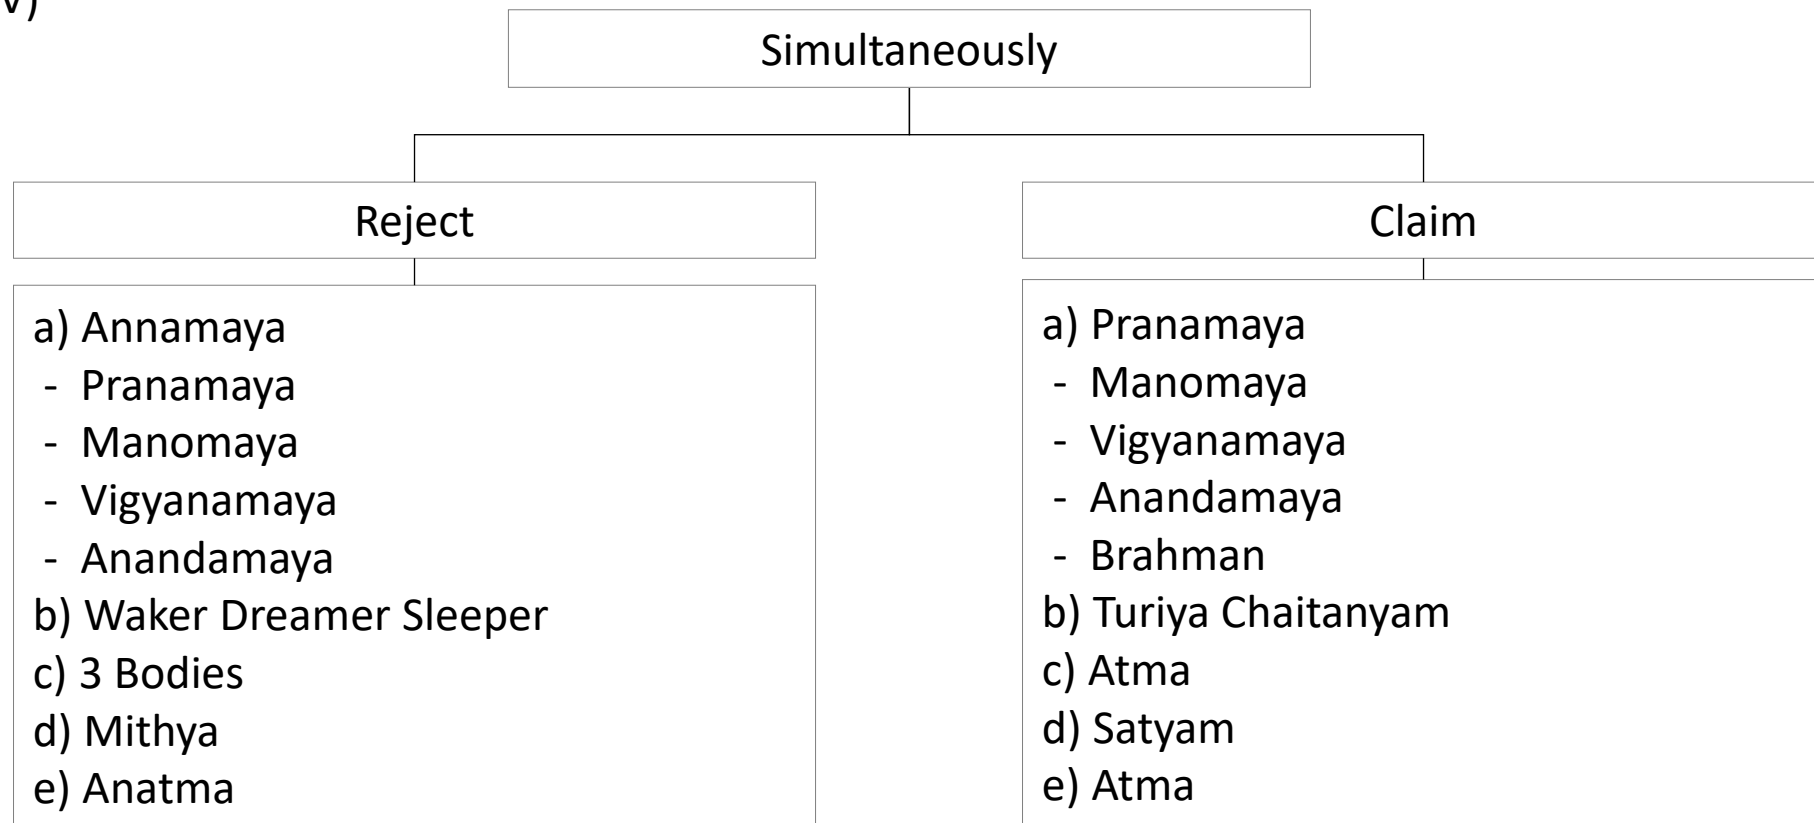 Simultaneously
Reject
a) Annamaya
- Pranamaya
- Manomaya
- Vigyanamaya
- Anandamaya
b) Waker Dreamer Sleeper
c) 3 Bodies
d) Mithya
e) Anatma
Claim
a) Pranamaya
- Manomaya
- Vigyanamaya
- Anandamaya
- Brahman
b) Turiya Chaitanyam
c) Atma
d) Satyam
e) Atma